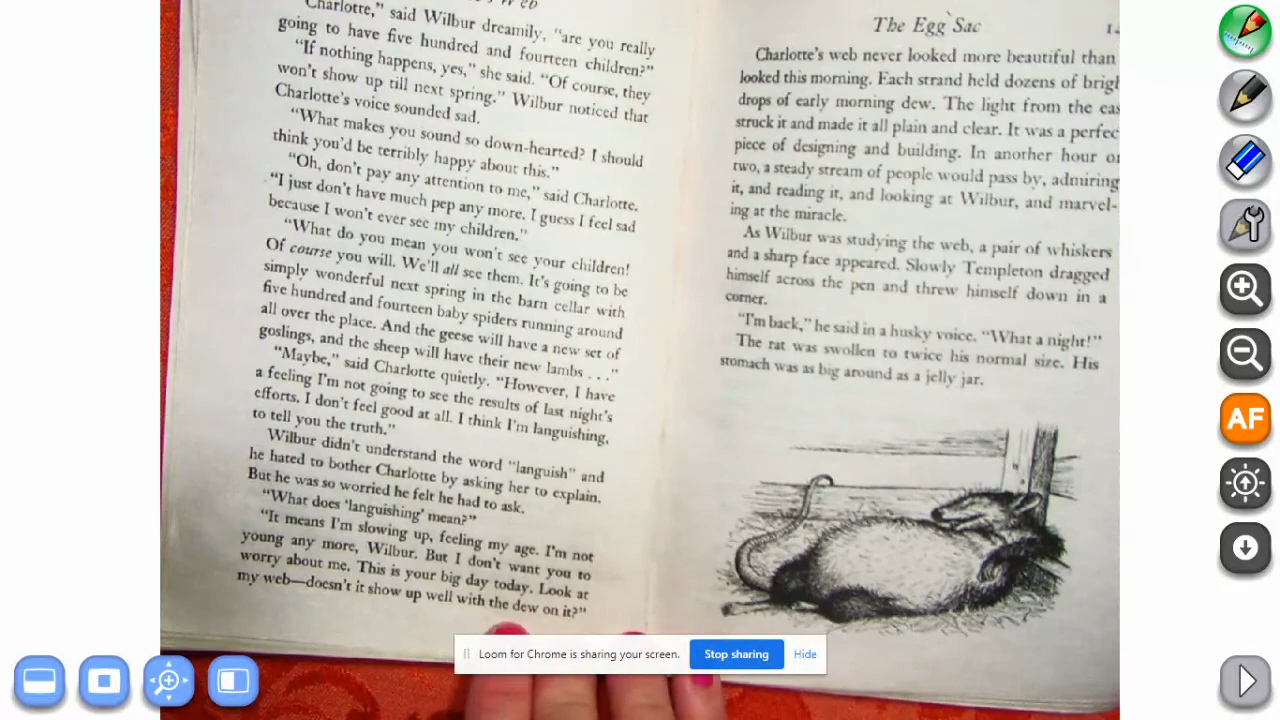 's Web
"Charlotte," said Wilbur dreamily, "are you really
going to have five hundred and fourteen children?"
"If nothing happens, yes," she said. "Of course, they
won't show up till next spring." Wilbur noticed that
Charlotte's voice sounded sad.
"What makes you sound so down-hearted? I should
think you'd be terribly happy about this."
"Oh, don't pay any attention to me," said Charlotte.
"I just don't have much pep any more. I guess I feel sad
because I won't ever see my children."
"What do you mean you won't see your children!
Of course you will. We'll all see them. It's going to be
simply wonderful next spring in the barn cellar with
five hundred and fourteen baby spiders running around
all over the place. And the geese will have a new set of
goslings, and the sheep will have their new lambs . . ."
"Maybe," said Charlotte quietly. "However, I have
a feeling I'm not going to see the results of last night's
efforts. I don't feel good at all. I think I'm languishing,
to tell you the truth."
Wilbur didn't understand the word "languish" and
he hated to bother Charlotte by asking her to explain.
But he was so worried he felt he had to ask.
"What does 'languishing' mean?"
"It means I'm slowing up, feeling my age. I'm not
young any more, Wilbur. But I don't want you to
worry about me. This is your big day today. Look at
my web—doesn't it show up well with the dew on it?"
The Egg Sac
Charlotte's web never looked more beautiful than
looked this morning. Each strand held dozens of brigh
drops of early morning dew. The light from the eas
struck it and made it all plain and clear. It was a perfec
piece of designing and building. In another hour or
two, a steady stream of people would pass by, admiring
it, and reading it, and looking at Wilbur, and marvel-
ing at the miracle.
As Wilbur was studying the web, a pair of whiskers
and a sharp face appeared. Slowly Templeton dragged
himself across the pen and threw himself down in a
corner.
"I'm back," he said in a husky voice. "What a night!"
The rat was swollen to twice his normal size. His
stomach was as big around as a jelly jar.
Loom for Chrome is sharing your screen.
Stop sharing
Hide
AF